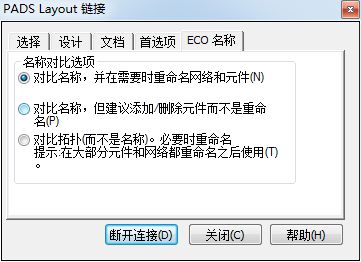 PADS Layout 链接
选择 设计 文档 首选项 ECO 名称
名称对比选项
对比名称，并在需要时重命名网络和元件(N)
对比名称，但建议添加/删除元件而不是重命
名(P)
对比拓扑(而不是名称)。必要时重命名
提示:在大部分元件和网络都重命名之后使用(T)
。
断开连接(D) 关闭(C) 帮助(H)